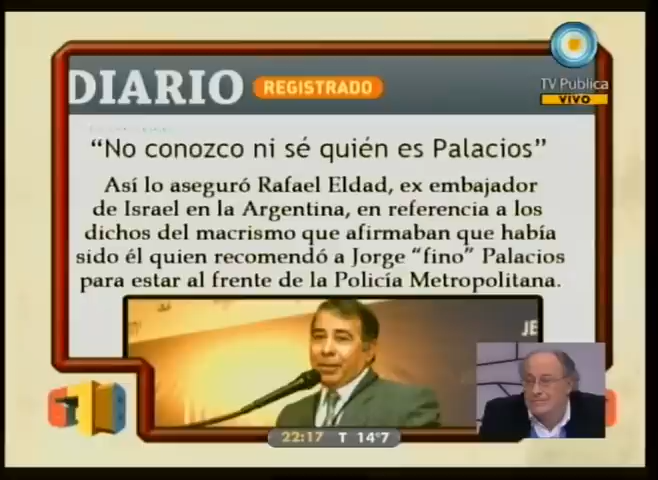 DIARIO REGISTRADO
TV Pública
VIVO
“No conozco ni sé quién es Palacios”
Así lo aseguró Rafael Eldad, ex embajador
de Israel en la Argentina, en referencia a los
dichos del macrismo que afirmaban que había
sido él quien recomendó a Jorge “fino” Palacios
para estar al frente de la Policía Metropolitana.
JE
22:17 T 14°7